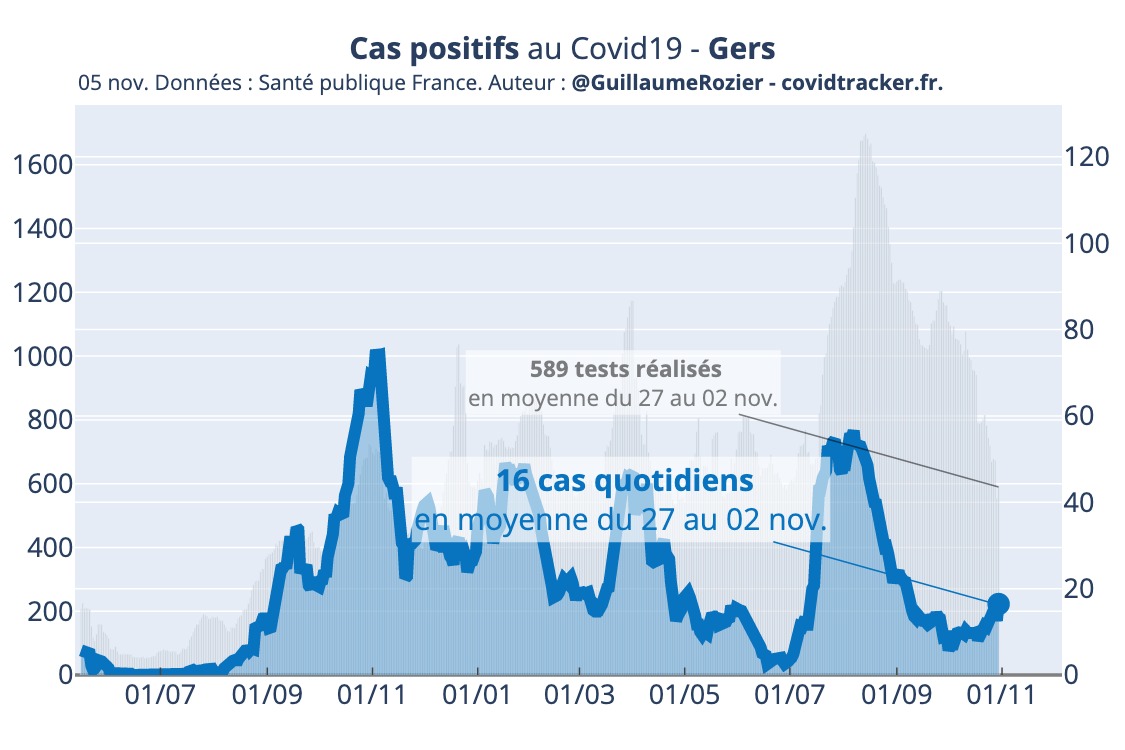 Cas positifs au Covid19 - Gers
05 nov. Données : Santé publique France. Auteur : @GuillaumeRozier - covidtracker.fr.
1600
1400
1200
1000
800
600
400
200
0
120
100
80
60
40
20
0
589 tests réalisés
en moyenne du 27 au 02 nov.
16 cas quotidiens
en moyenne du 27 au 02 nov.
01/07 01/09 01/11 01/01 01/03 01/05 01/07 01/09 01/11